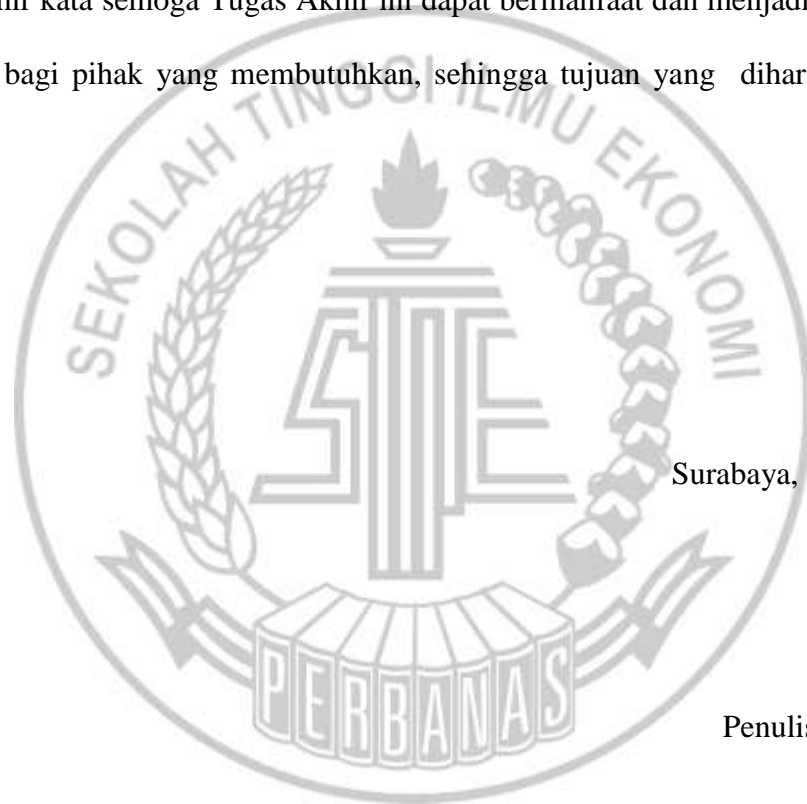 kata semoga Tugas Akhir ini dapat bermanfaat dan menjadi
bagi pihak yang membutuhkan, sehingga tujuan yang dihar
SEKOLAH TINGGI ILMU EKONOMI
STIE
Surabaya,
PERBANAS
Penulis